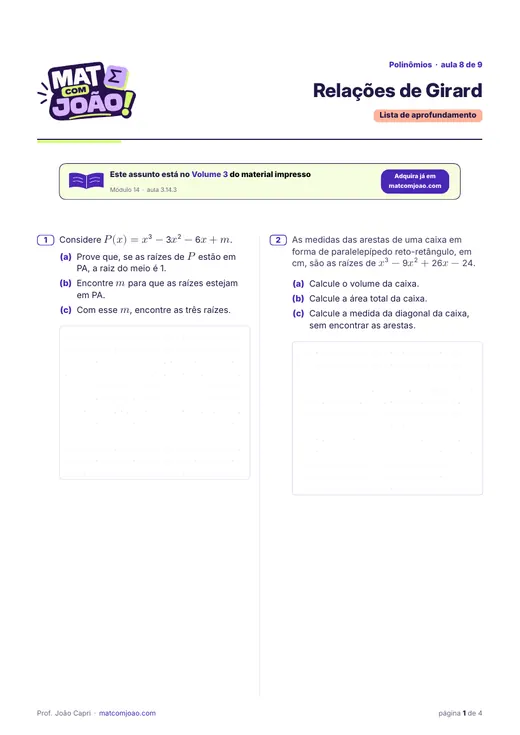 MAT Σ
COM
JOÃO!
Polinômios · aula 8 de 9
Relações de Girard
Lista de aprofundamento
Este assunto está no Volume 3 do material impresso
Módulo 14 · aula 3.14.3
Adquira já em
matcomjoao.com
1 Considere P(x) = x³ − 3x² − 6x + m.
(a) Prove que, se as raízes de P estão em
PA, a raiz do meio é 1.
(b) Encontre m para que as raízes estejam
em PA.
(c) Com esse m, encontre as três raízes.
2 As medidas das arestas de uma caixa em
forma de paralelepípedo reto-retângulo, em
cm, são as raízes de x³ − 9x² + 26x − 24.
(a) Calcule o volume da caixa.
(b) Calcule a área total da caixa.
(c) Calcule a medida da diagonal da caixa,
sem encontrar as arestas.
Prof. João Capri · matcomjoao.com
página 1 de 4